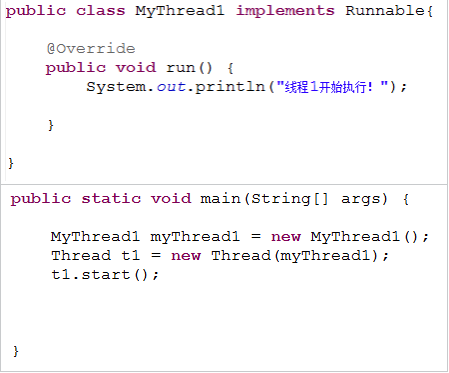 public class MyThread1 implements Runnable{
@Override
public void run() {
System.out.println("线程1开始执行! ");
}
}
public static void main(String[] args) {
MyThread1 myThread1 = new MyThread1();
Thread t1 = new Thread(myThread1);
t1.start();
}